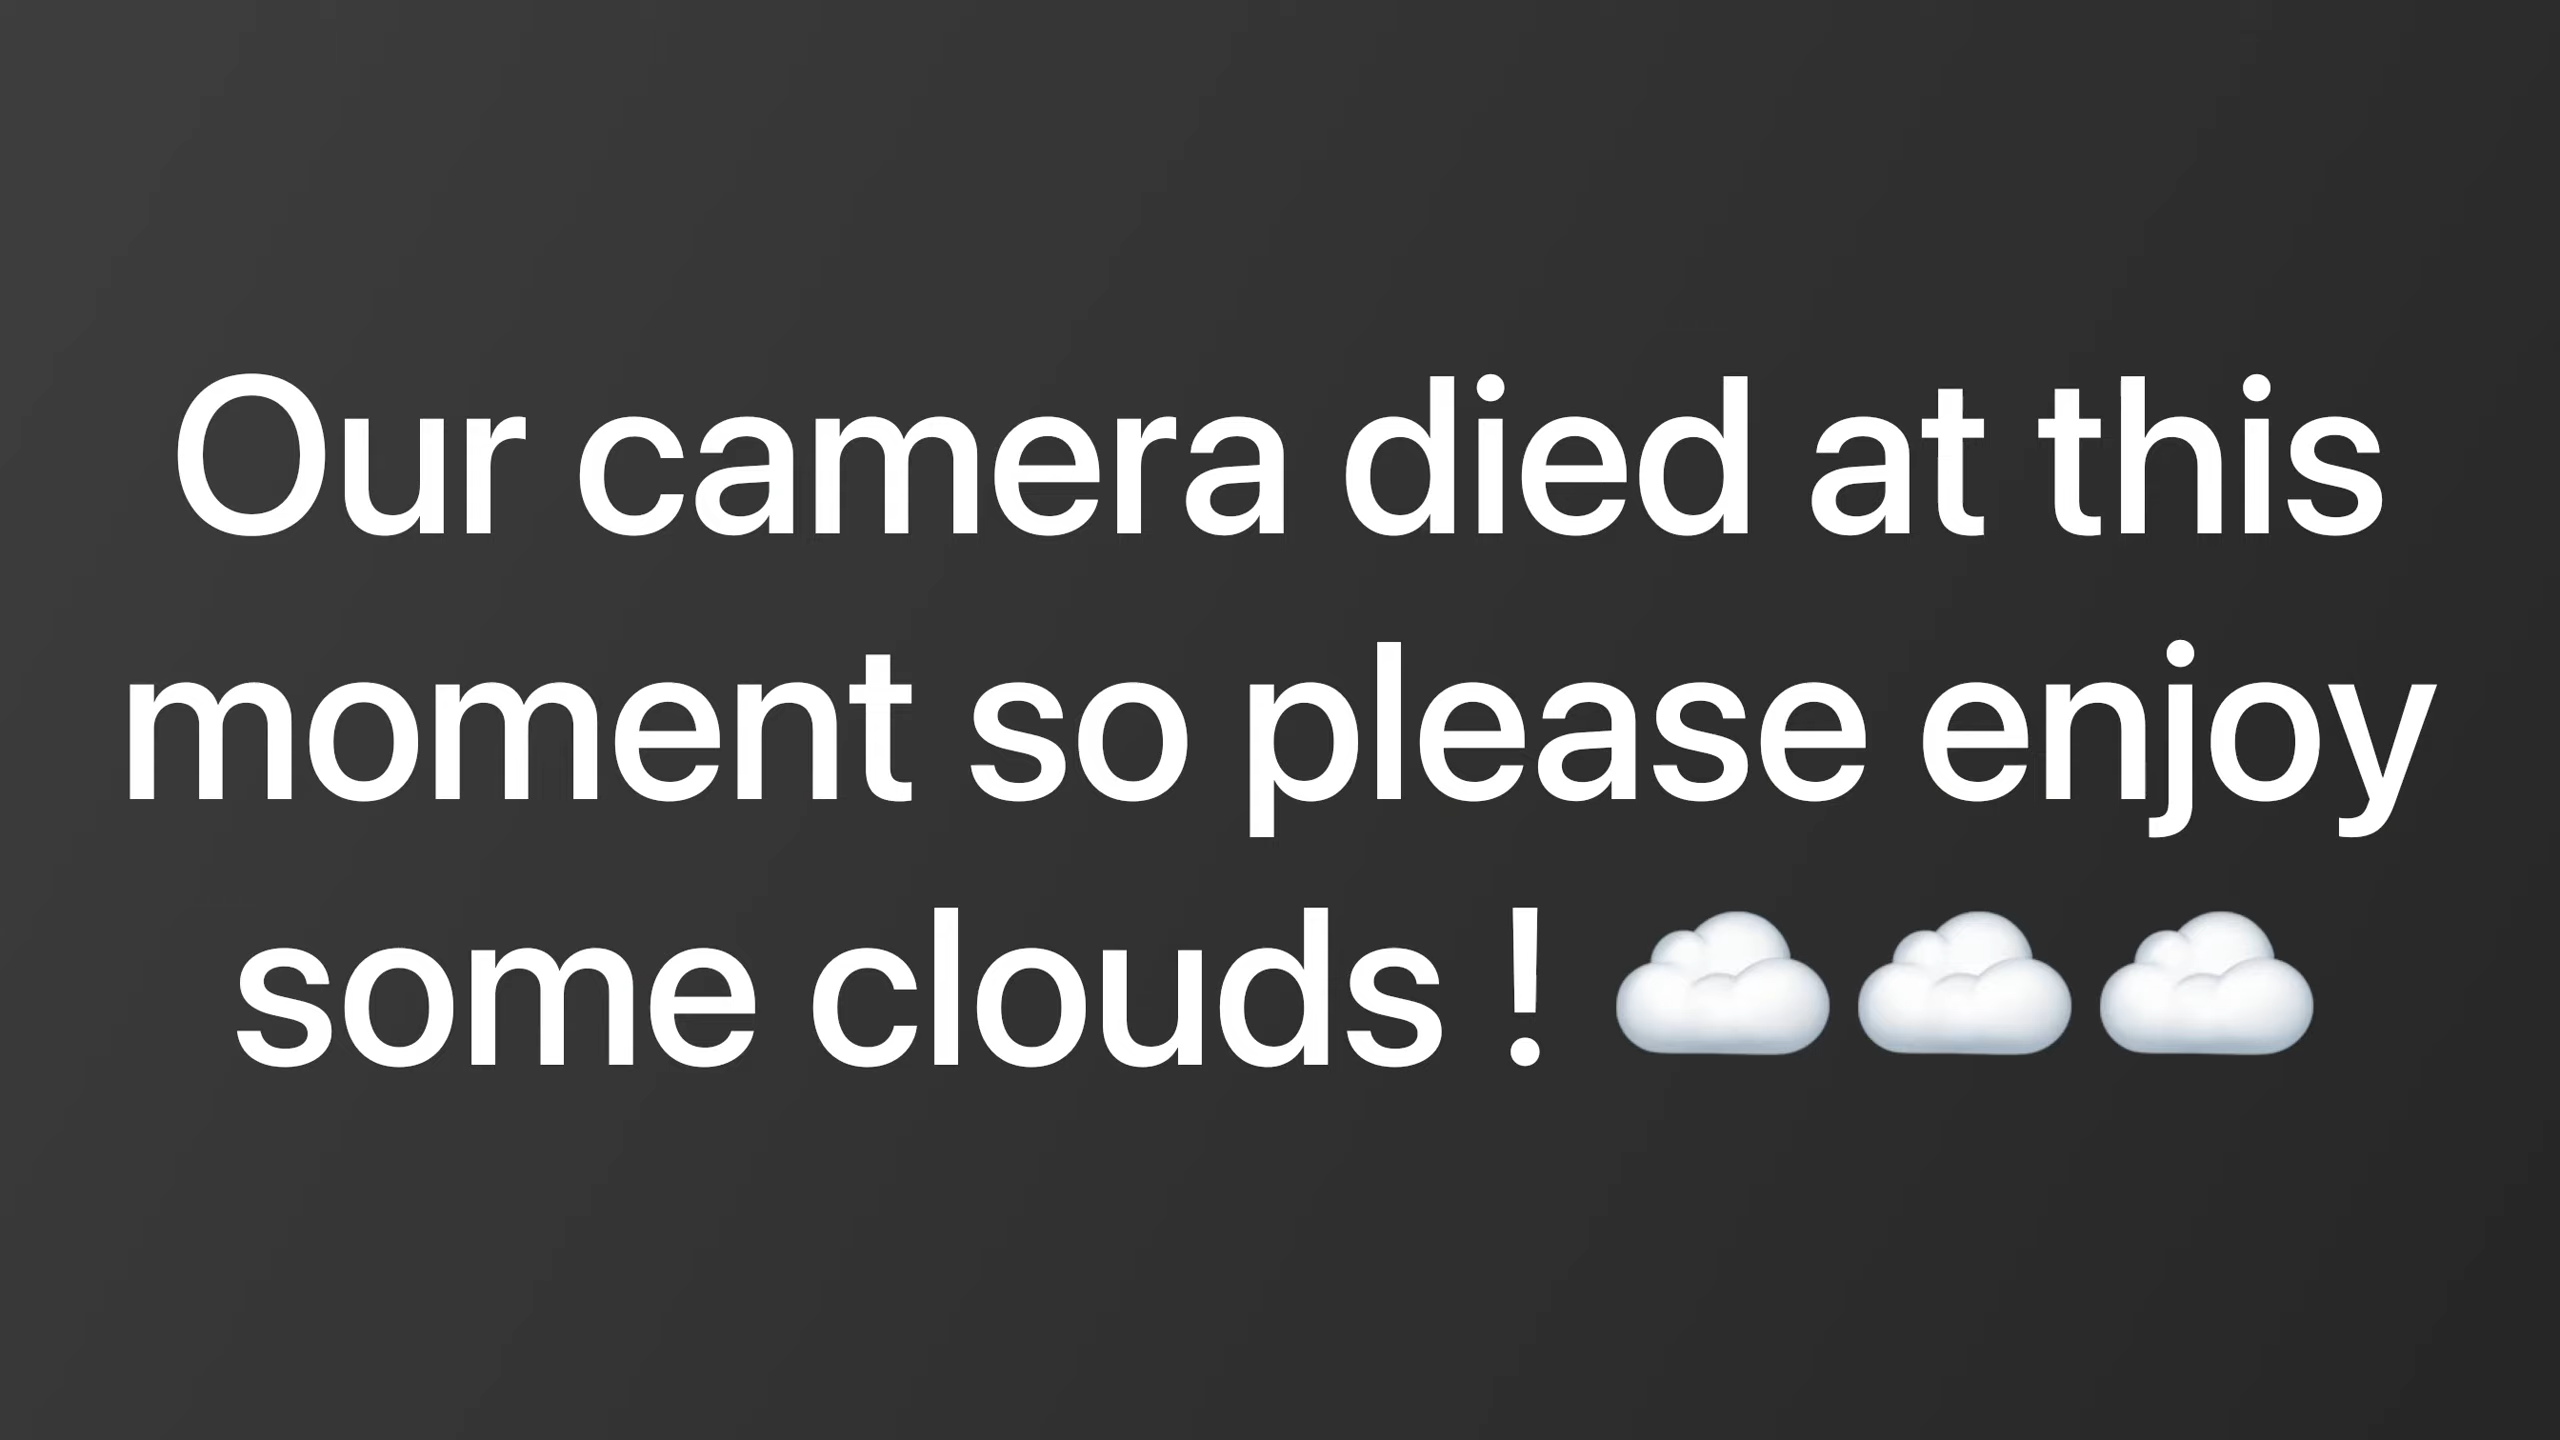 Our camera died at this
moment so please enjoy
some clouds ! ☁️☁️☁️